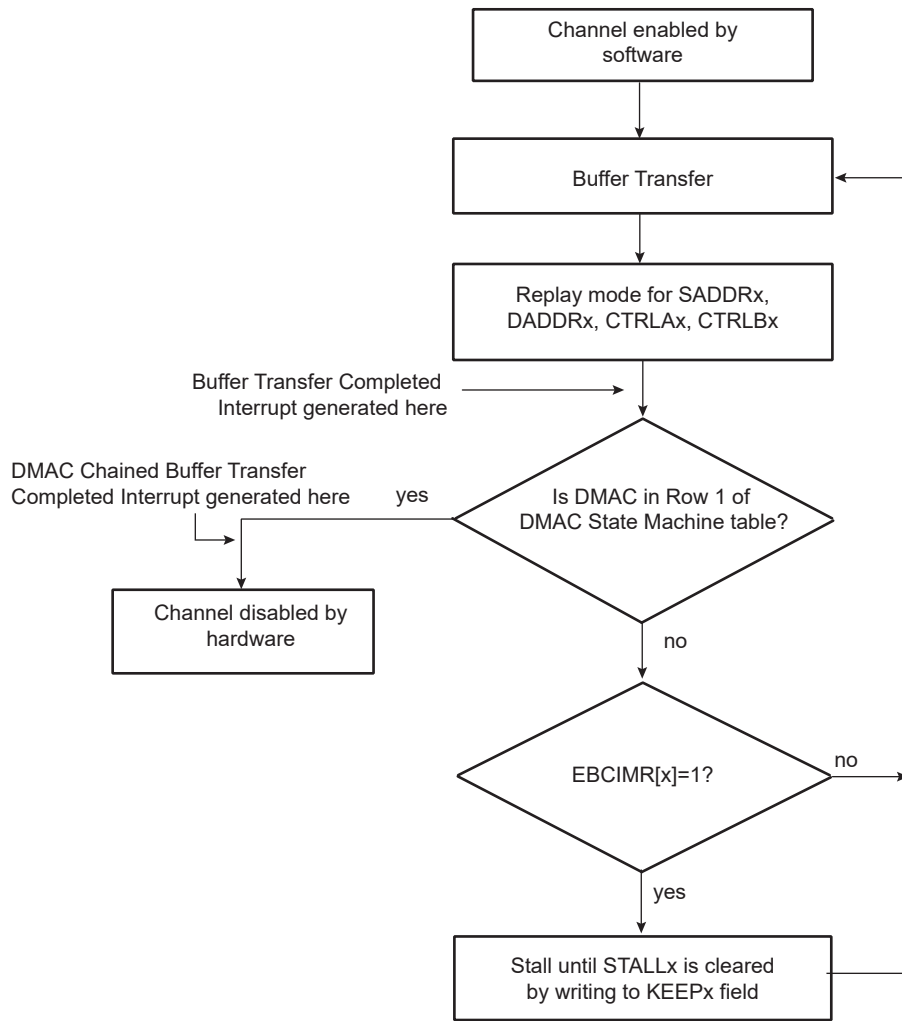 Channel enabled by
software
Buffer Transfer
Replay mode for SADDRx,
DADDRx, CTRLAx, CTRLBx
Buffer Transfer Completed
Interrupt generated here
DMAC Chained Buffer Transfer
Completed Interrupt generated here
yes
Is DMAC in Row 1 of
DMAC State Machine table?
Channel disabled by
hardware
no
EBCIMR[x]=1?
no
yes
Stall until STALLx is cleared
by writing to KEEPx field